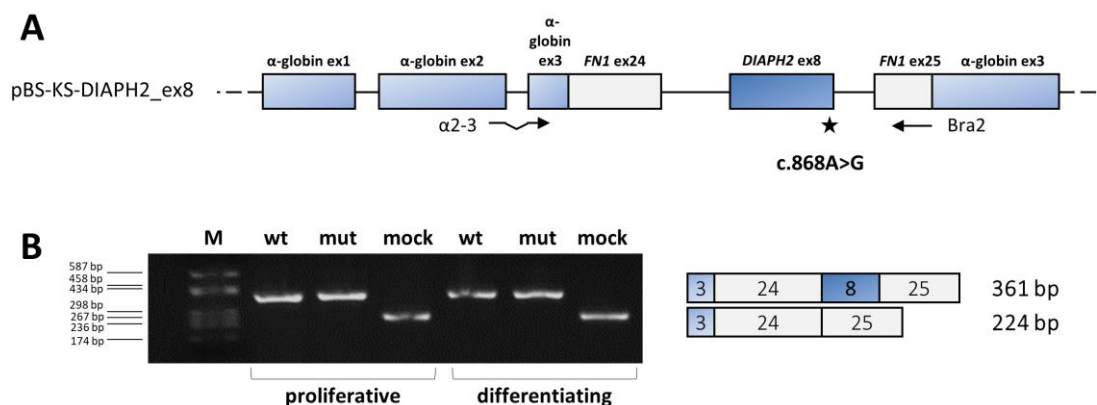 A
α-globin ex1
α-globin ex2
α-
globin
ex3
FN1 ex24
DIAPH2 ex8
FN1 ex25
α-globin ex3
pBS-KS-DIAPH2_ex8
α2-3
Bra2
★
c.868A>G
B
M wt mut mock wt mut mock
587 bp
458 bp
434 bp
298 bp
267 bp
236 bp
174 bp
3 24 8 25 361 bp
3 24 25 224 bp
proliferative differentiating